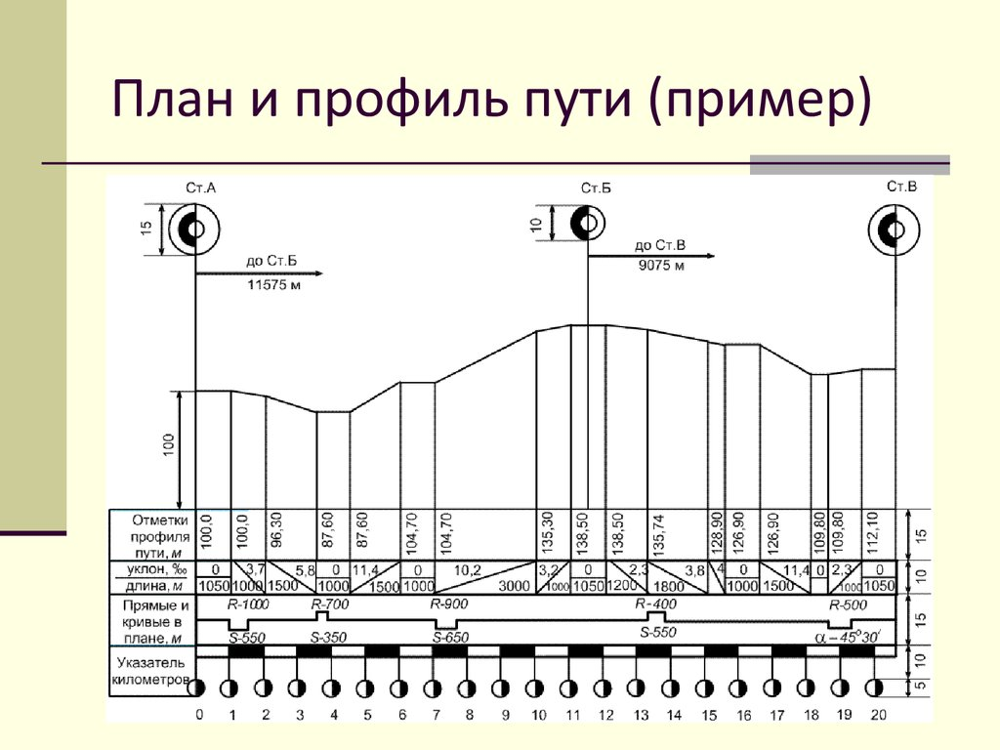 План и профиль пути (пример)
Ст.А Ст.Б Ст.В
15 10
до Ст.Б до Ст.В
11575 м 9075 м
100
Отметки
профиля
пути, м
100,0 100,0 96,30 87,60 87,60 104,70 104,70 135,30 138,50 138,50 135,74 128,90 126,90 126,90 109,80 109,80 112,10 15
уклон, ‰ 0 3,7 5,8 0 11,4 0 10,2 3,2 0 2,3 3,8 4 0 11,4 0 2,3 0 10
длина, м 1050 1000 1500 1000 1500 1000 3000 1000 1050 1200 1800 1000 1500 1000 1050
Прямые и
кривые в
плане, м
R-1000 R-700 R-900 R-400 R-500 15
S-550 S-350 S-650 S-550 α – 45°30′
Указатель
километров
10
5
0 1 2 3 4 5 6 7 8 9 10 11 12 13 14 15 16 17 18 19 20